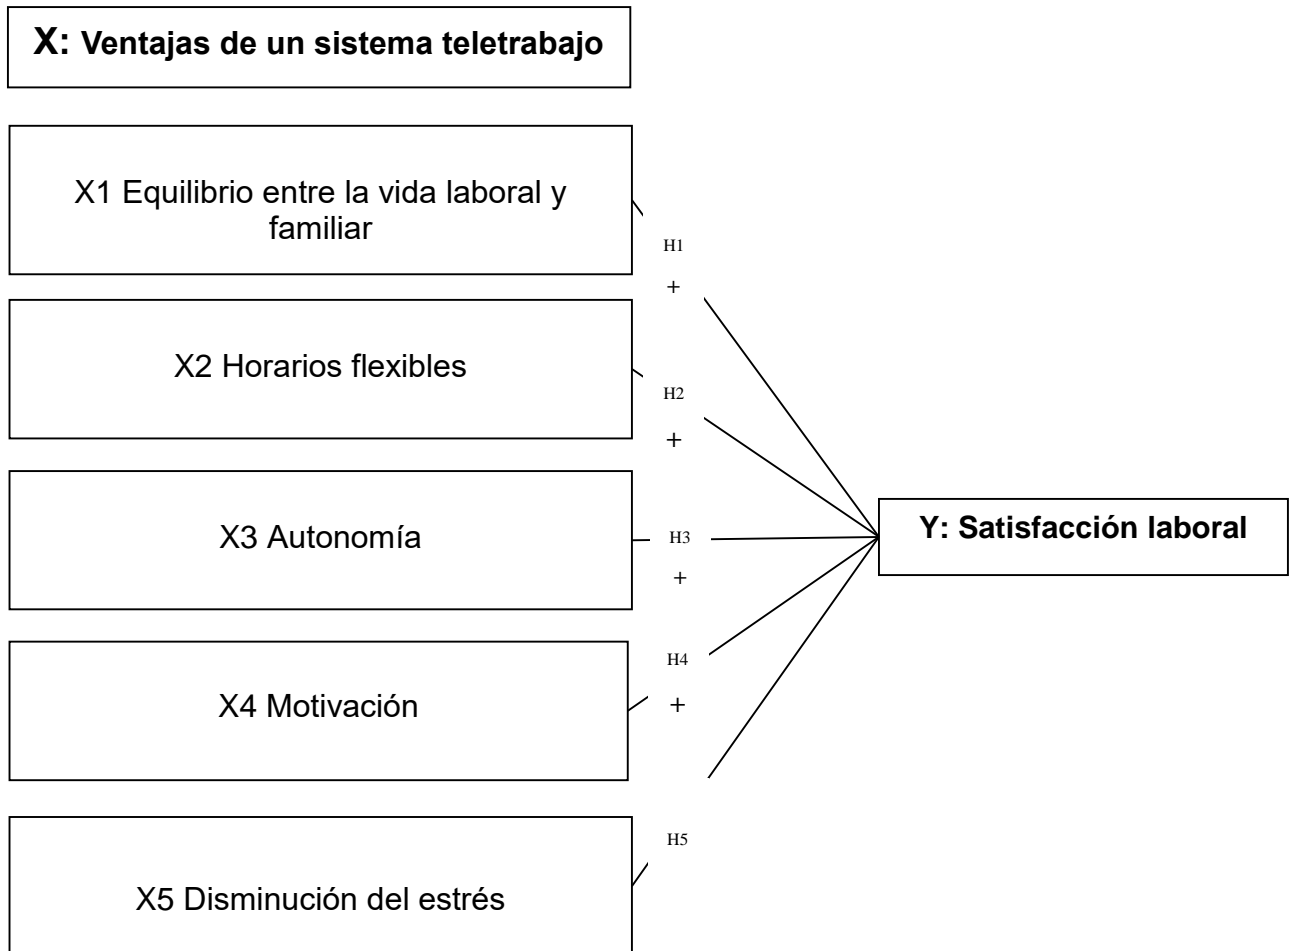 X: Ventajas de un sistema teletrabajo
X1 Equilibrio entre la vida laboral y
familiar
H1
+
X2 Horarios flexibles
H2
+
X3 Autonomía
H3
+
Y: Satisfacción laboral
X4 Motivación
H4
+
X5 Disminución del estrés
H5